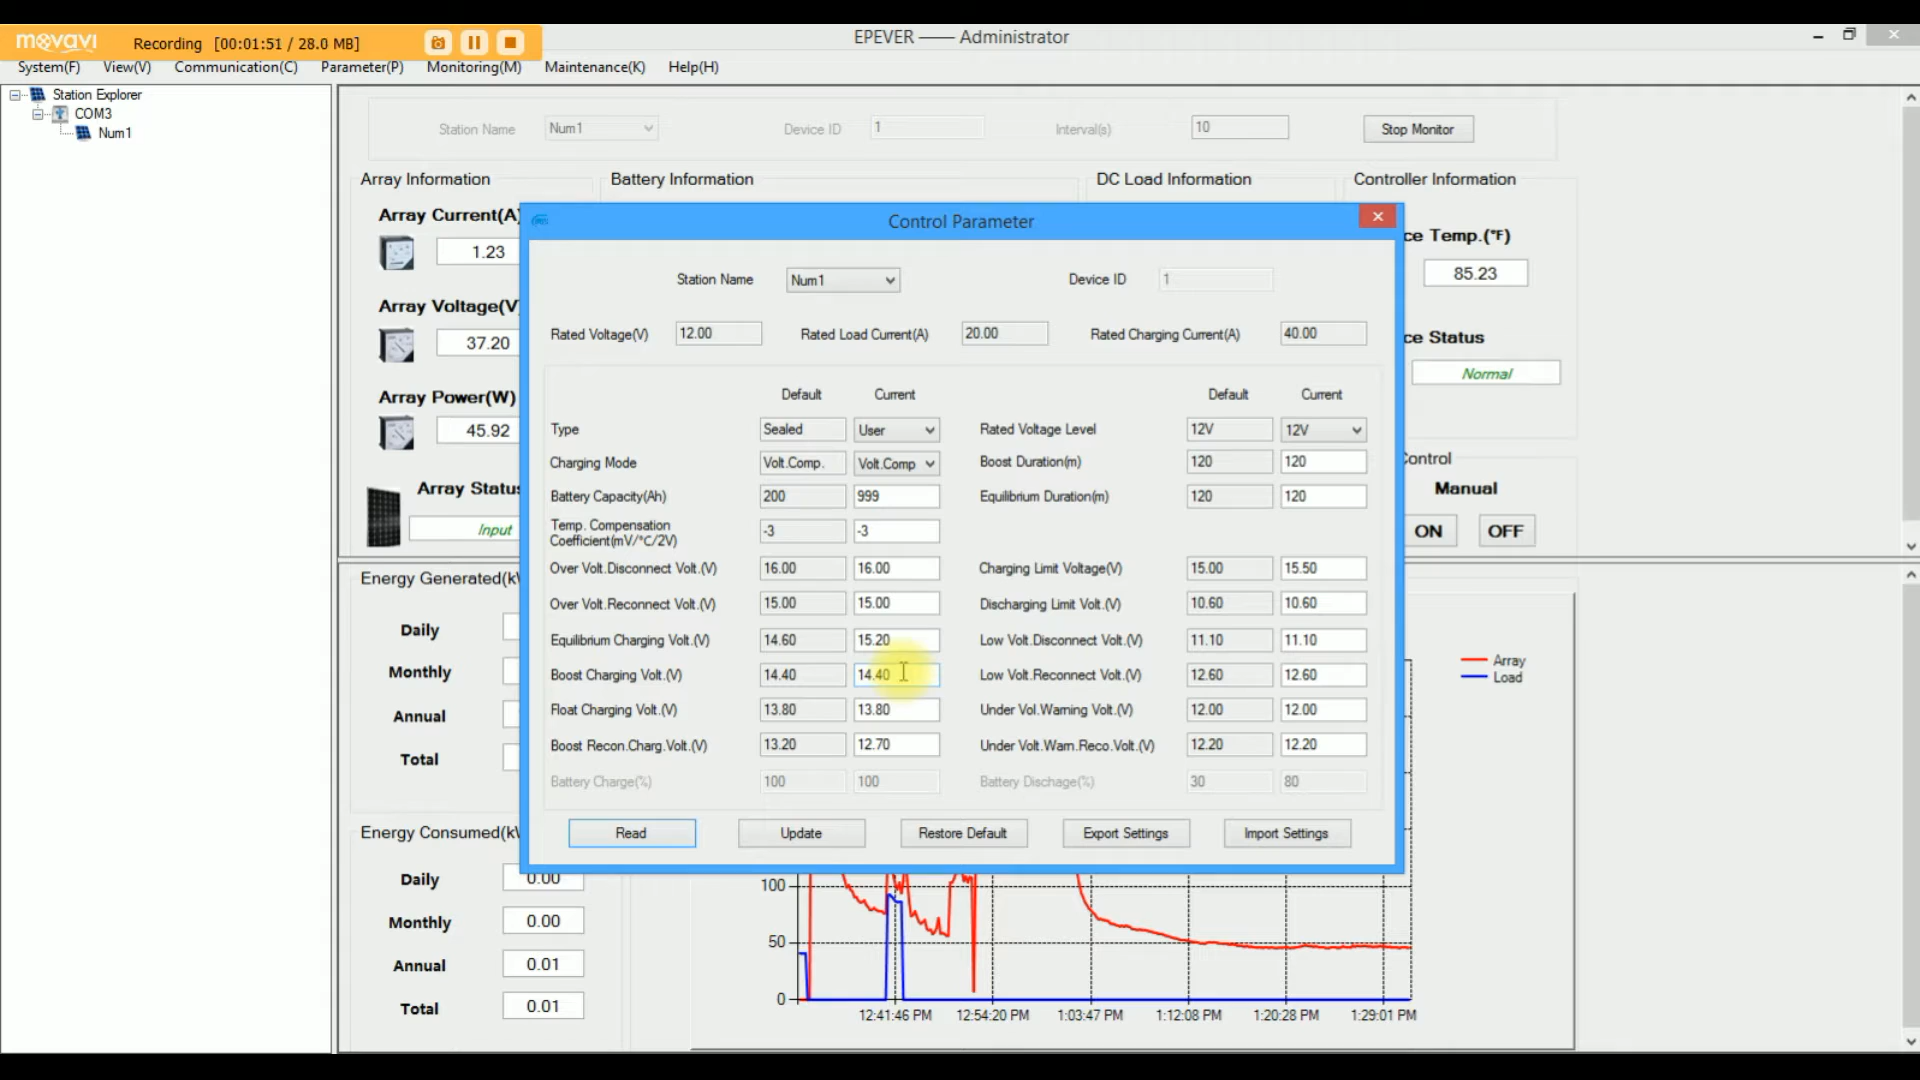 movavi Recording [00:01:51 / 28.0 MB]
EPEVER —— Administrator
System(F) View(V) Communication(C) Parameter(P) Monitoring(M) Maintenance(K) Help(H)
Station Explorer
COM3
Num1
Station Name Num1 Device ID 1 Interval(s) 10 Stop Monitor
Array Information Battery Information DC Load Information Controller Information
Array Current(A)
1.23
Array Voltage(V)
37.20
Array Power(W)
45.92
Array Status
Input
ce Temp.(°F)
85.23
ce Status
Normal
Control
Manual
ON OFF
Control Parameter
Station Name Num1 Device ID 1
Rated Voltage(V) 12.00 Rated Load Current(A) 20.00 Rated Charging Current(A) 40.00
Default Current Default Current
Type Sealed User Rated Voltage Level 12V 12V
Charging Mode Volt.Comp. Volt.Comp Boost Duration(m) 120 120
Battery Capacity(Ah) 200 999 Equilibrium Duration(m) 120 120
Temp. Compensation
Coefficient(mV/°C/2V) -3 -3
Over Volt.Disconnect Volt.(V) 16.00 16.00 Charging Limit Voltage(V) 15.00 15.50
Over Volt.Reconnect Volt.(V) 15.00 15.00 Discharging Limit Volt.(V) 10.60 10.60
Equilibrium Charging Volt.(V) 14.60 15.20 Low Volt.Disconnect Volt.(V) 11.10 11.10
Boost Charging Volt.(V) 14.40 14.40 Low Volt.Reconnect Volt.(V) 12.60 12.60
Float Charging Volt.(V) 13.80 13.80 Under Vol.Warning Volt.(V) 12.00 12.00
Boost Recon.Charg.Volt.(V) 13.20 12.70 Under Volt.Warn.Reco.Volt.(V) 12.20 12.20
Battery Charge(%) 100 100 Battery Dischage(%) 30 80
Read Update Restore Default Export Settings Import Settings
Energy Generated(k
Daily
Monthly
Annual
Total
Energy Consumed(k
Daily 0.00
Monthly 0.00
Annual 0.01
Total 0.01
Array
Load
100
50
0
12:41:46 PM 12:54:20 PM 1:03:47 PM 1:12:08 PM 1:20:28 PM 1:29:01 PM